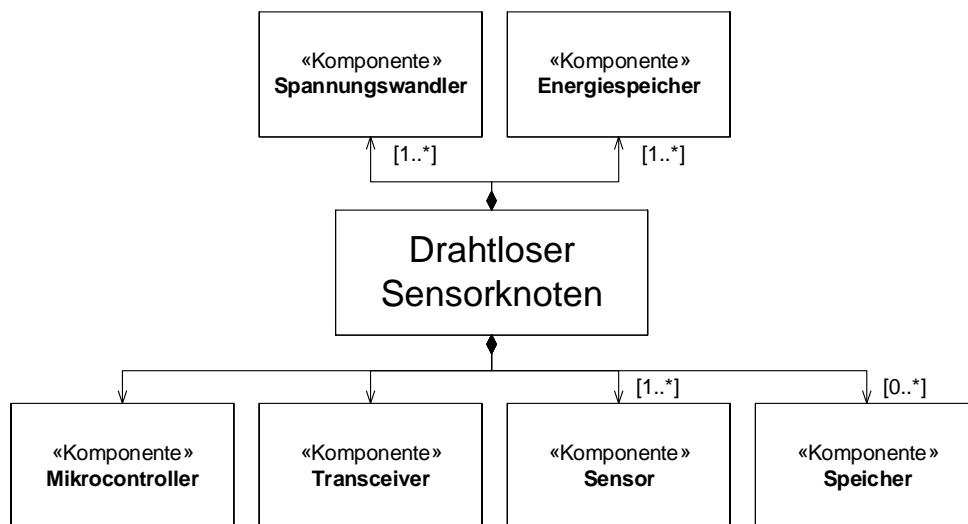 «Komponente»
Spannungswandler
«Komponente»
Energiespeicher
[1..*]
[1..*]
Drahtloser
Sensorknoten
[1..*]
[0..*]
«Komponente»
Mikrocontroller
«Komponente»
Transceiver
«Komponente»
Sensor
«Komponente»
Speicher